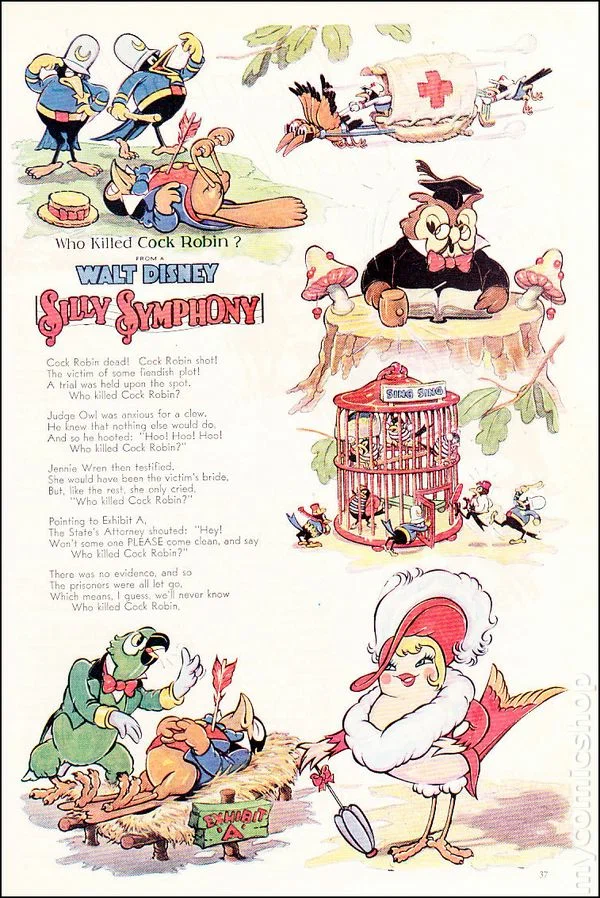 Who Killed Cock Robin ?
FROM A
WALT DISNEY
SILLY SYMPHONY
Cock Robin dead! Cock Robin shot!
The victim of some fiendish plot!
A trial was held upon the spot.
Who killed Cock Robin?
Judge Owl was anxious for a clew.
He knew that nothing else would do.
And so he hooted: "Hoo! Hoo! Hoo!
Who killed Cock Robin?"
Jennie Wren then testified.
She would have been the victim's bride,
But, like the rest, she only cried,
"Who killed Cock Robin?"
Pointing to Exhibit A,
The State's Attorney shouted: "Hey!
Won't some one PLEASE come clean, and say
Who killed Cock Robin?"
There was no evidence, and so
The prisoners were all let go,
Which means, I guess, we'll never know
Who killed Cock Robin.
SING SING
EXHIBIT
"A"
37
mycomicshop